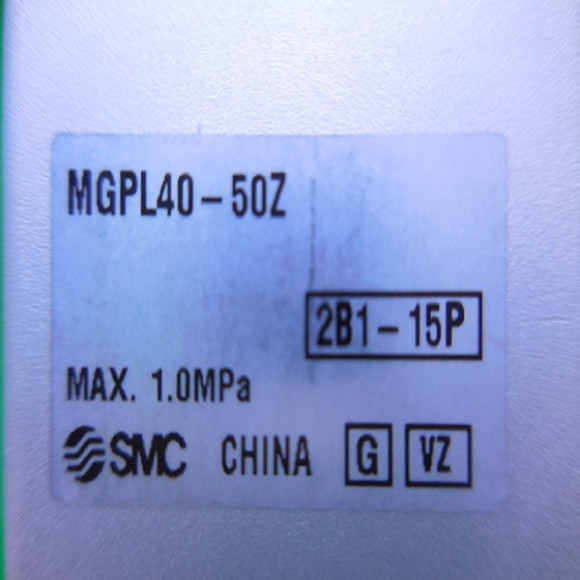 MGPL40-50Z
2B1-15P
MAX. 1.0MPa
SMC CHINA G VZ